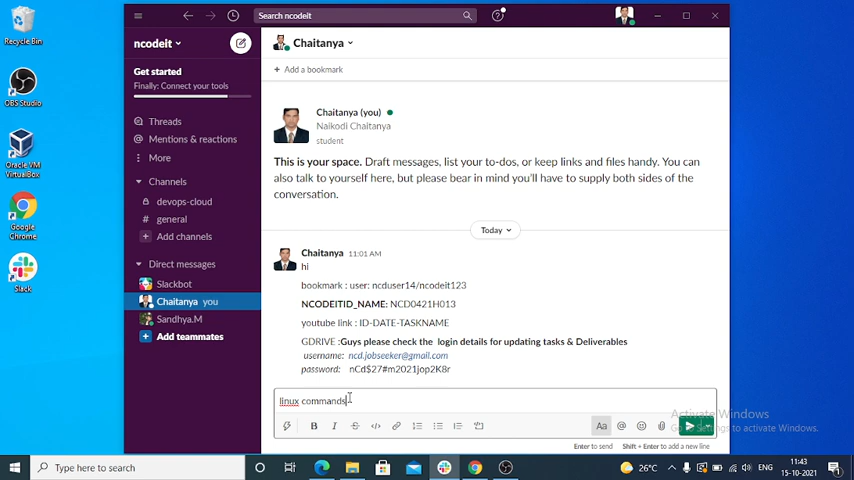 Recycle Bin
OBS Studio
Oracle VM
VirtualBox
Google
Chrome
Slack
Search ncodeit
ncodeit
Get started
Finally: Connect your tools
Threads
@ Mentions & reactions
More
Channels
devops-cloud
# general
+ Add channels
Direct messages
Slackbot
Chaitanya you
Sandhya.M
+ Add teammates
Chaitanya
+ Add a bookmark
Chaitanya (you)
Naikodi Chaitanya
student
This is your space. Draft messages, list your to-dos, or keep links and files handy. You can
also talk to yourself here, but please bear in mind you'll have to supply both sides of the
conversation.
Today
Chaitanya 11:01 AM
hi
bookmark : user: ncduser14/ncodeit123
NCODEITID_NAME: NCD0421H013
youtube link : ID-DATE-TASKNAME
GDRIVE :Guys please check the login details for updating tasks & Deliverables
username: ncd.jobseeker@gmail.com
password: nCd$27#m2021jop2K8r
linux commands
B I S </> Aa @
Enter to send Shift + Enter to add a new line
Activate Windows
Go to Settings to activate Windows.
Type here to search
26°C
ENG
11:43
15-10-2021
1